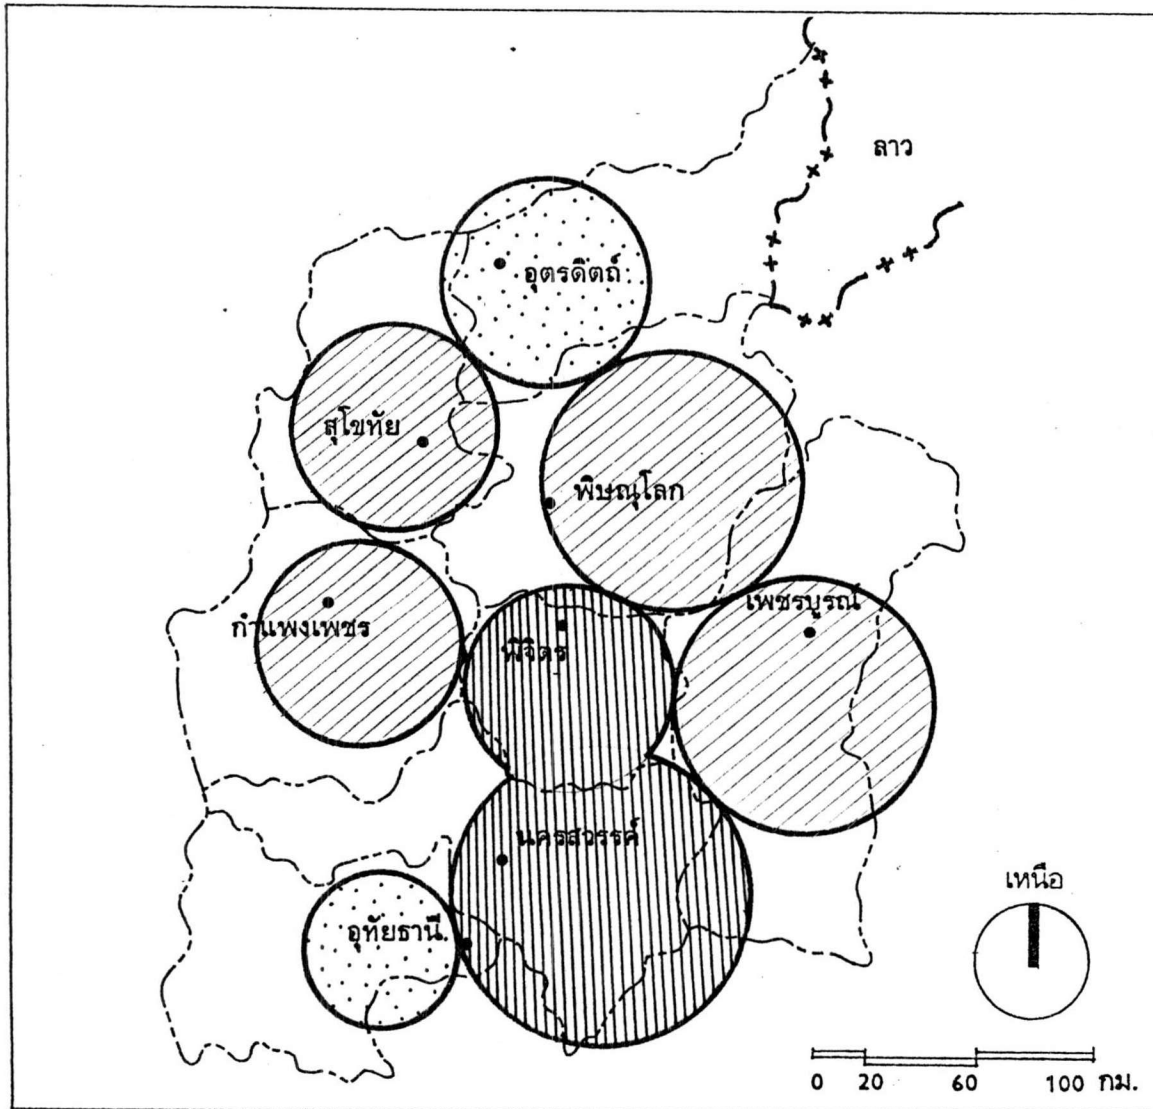 ลาว
อุตรดิตถ์
สุโขทัย
พิษณุโลก
เพชรบูรณ์
กำแพงเพชร
พิจิตร
นครสวรรค์
อุทัยธานี
เหนือ
0 20 60 100 กม.